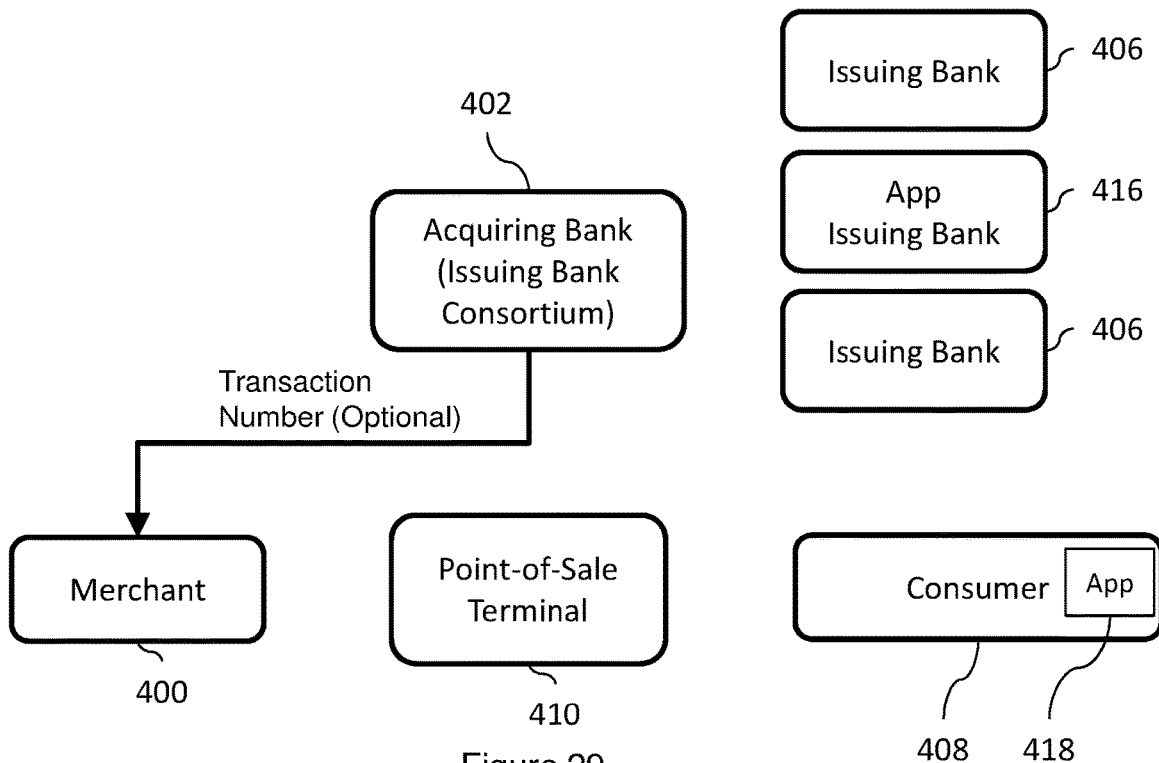 Issuing Bank
406
402
App
Issuing Bank
416
Acquiring Bank
(Issuing Bank
Consortium)
Issuing Bank
406
Transaction
Number (Optional)
Merchant
Point-of-Sale
Terminal
Consumer
App
400
410
408
418